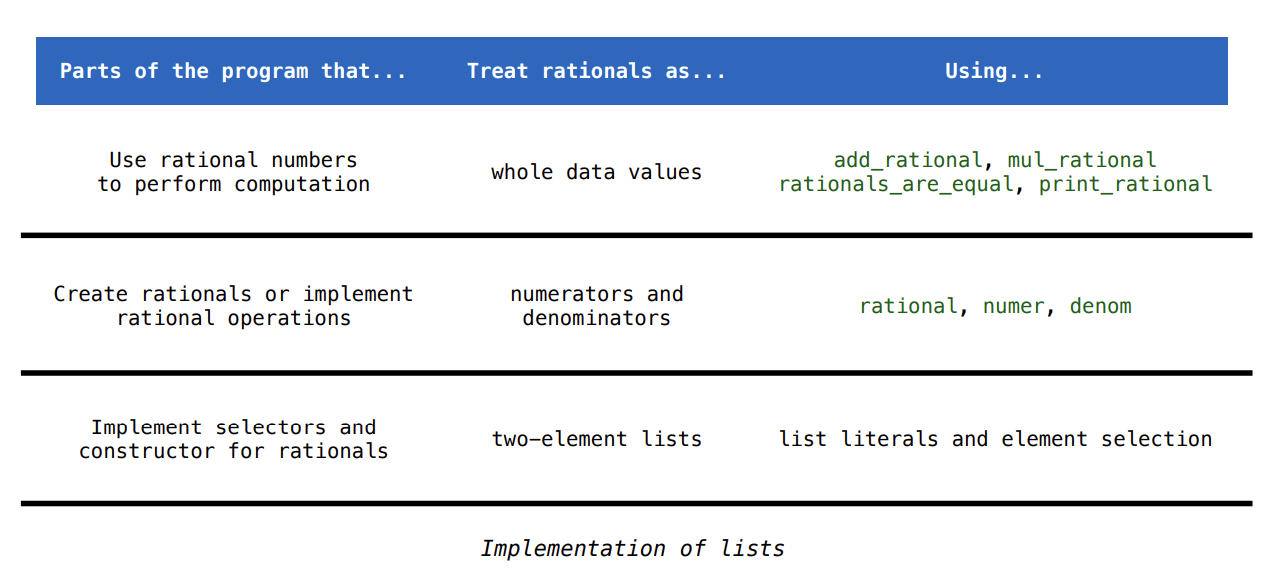 Parts of the program that... Treat rationals as... Using...
Use rational numbers
to perform computation
whole data values
add_rational, mul_rational
rationals_are_equal, print_rational
Create rationals or implement
rational operations
numerators and
denominators
rational, numer, denom
Implement selectors and
constructor for rationals
two-element lists
list literals and element selection
Implementation of lists